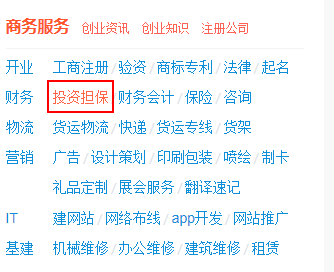 商务服务 创业资讯 创业知识 注册公司
开业 工商注册 / 验资 / 商标专利 / 法律 / 起名
财务 投资担保 / 财务会计 / 保险 / 咨询
物流 货运物流 / 快递 / 货运专线 / 货架
营销 广告 / 设计策划 / 印刷包装 / 喷绘 / 制卡
礼品定制 / 展会服务 / 翻译速记
IT 建网站 / 网络布线 / app开发 / 网站推广
基建 机械维修 / 办公维修 / 建筑维修 / 租赁